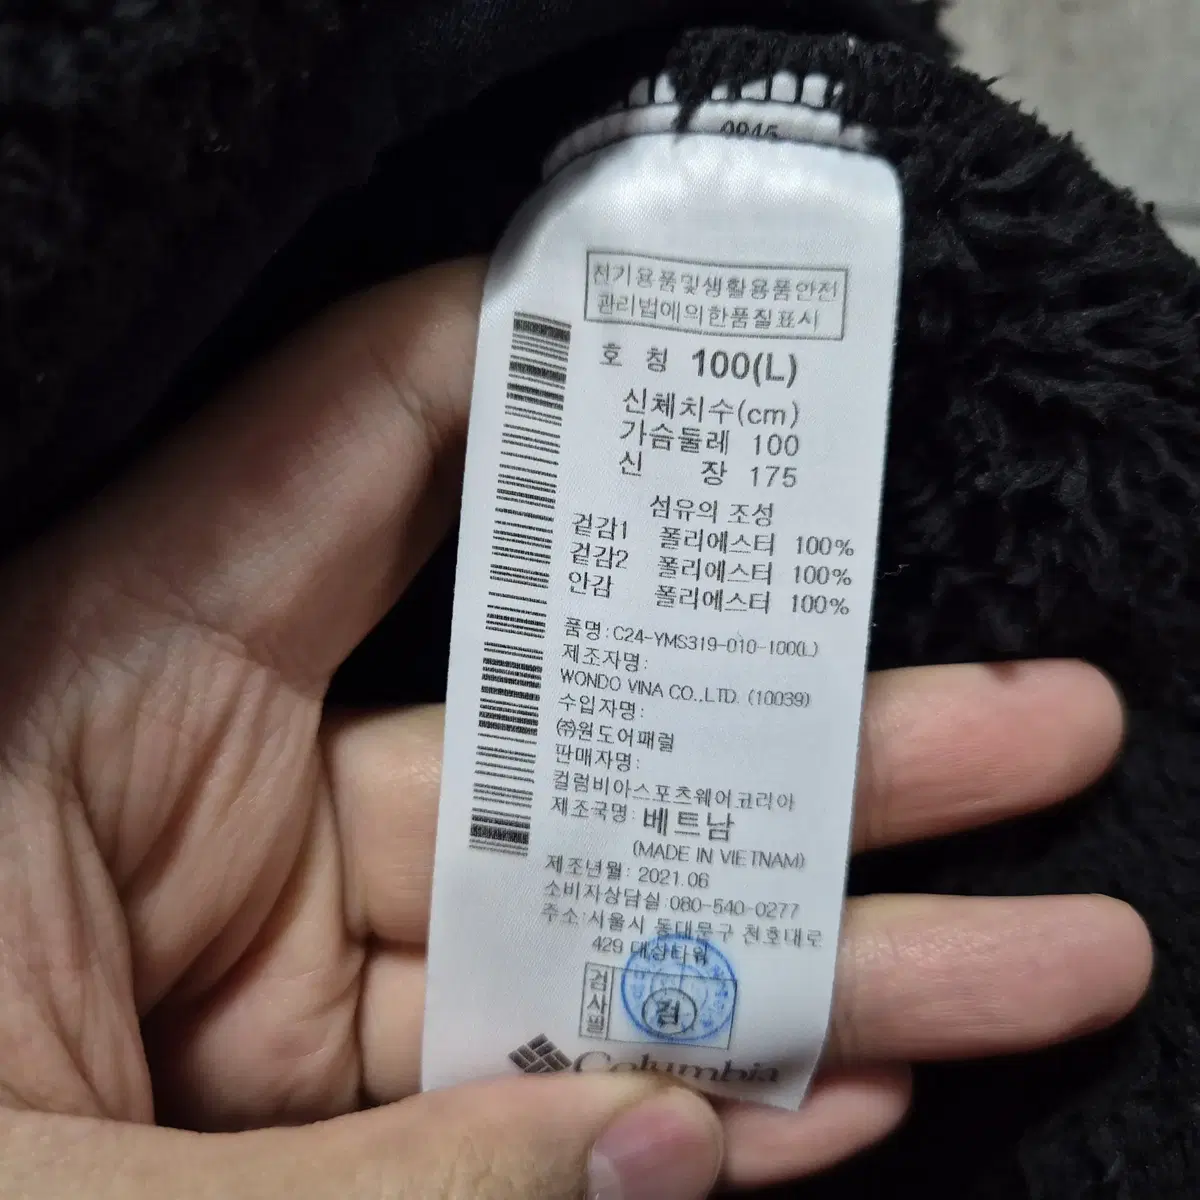 0945
전기용품및생활용품안전
관리법에의한품질표시
호 칭 100(L)
신체치수(cm)
가슴둘레 100
신 장 175
섬유의 조성
겉감1 폴리에스터 100%
겉감2 폴리에스터 100%
안감 폴리에스터 100%
품명:C24-YMS319-010-100(L)
제조자명:
WONDO VINA CO.,LTD. (10039)
수입자명:
㈜원도어패럴
판매자명:
컬럼비아스포츠웨어코리아
제조국명: 베트남
(MADE IN VIETNAM)
제조년월: 2021.06
소비자상담실:080-540-0277
주소:서울시 동대문구 천호대로
429 대상타워
검사필
검
Columbia